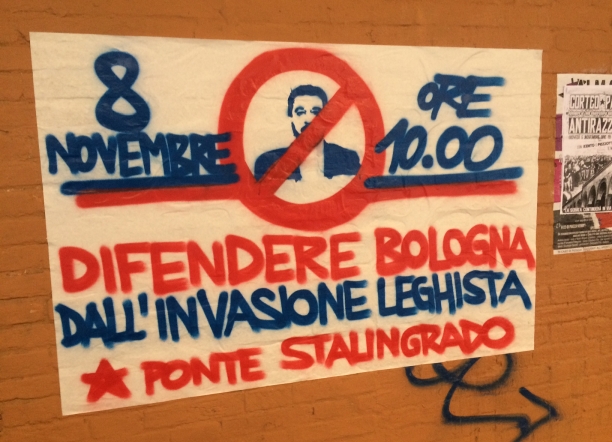 8
NOVEMBRE
ORE
10.00
DIFENDERE BOLOGNA
DALL'INVASIONE LEGHISTA
PONTE STALINGRADO
CORTEO
ANTIRAZZ